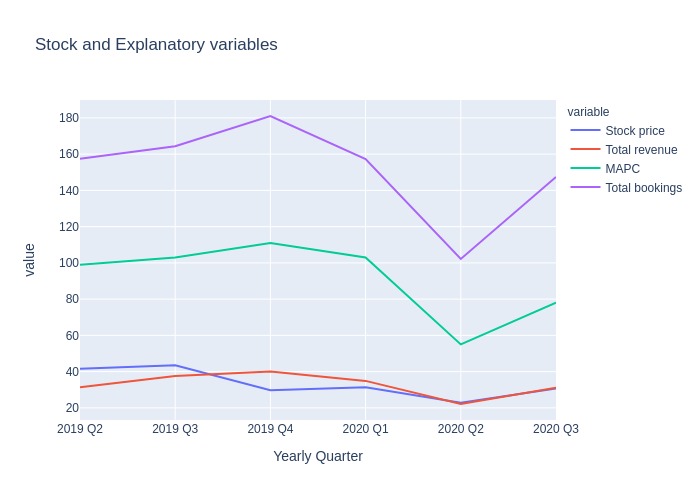 Stock and Explanatory variables
variable
Stock price
Total revenue
MAPC
Total bookings
value
180
160
140
120
100
80
60
40
20
2019 Q2 2019 Q3 2019 Q4 2020 Q1 2020 Q2 2020 Q3
Yearly Quarter